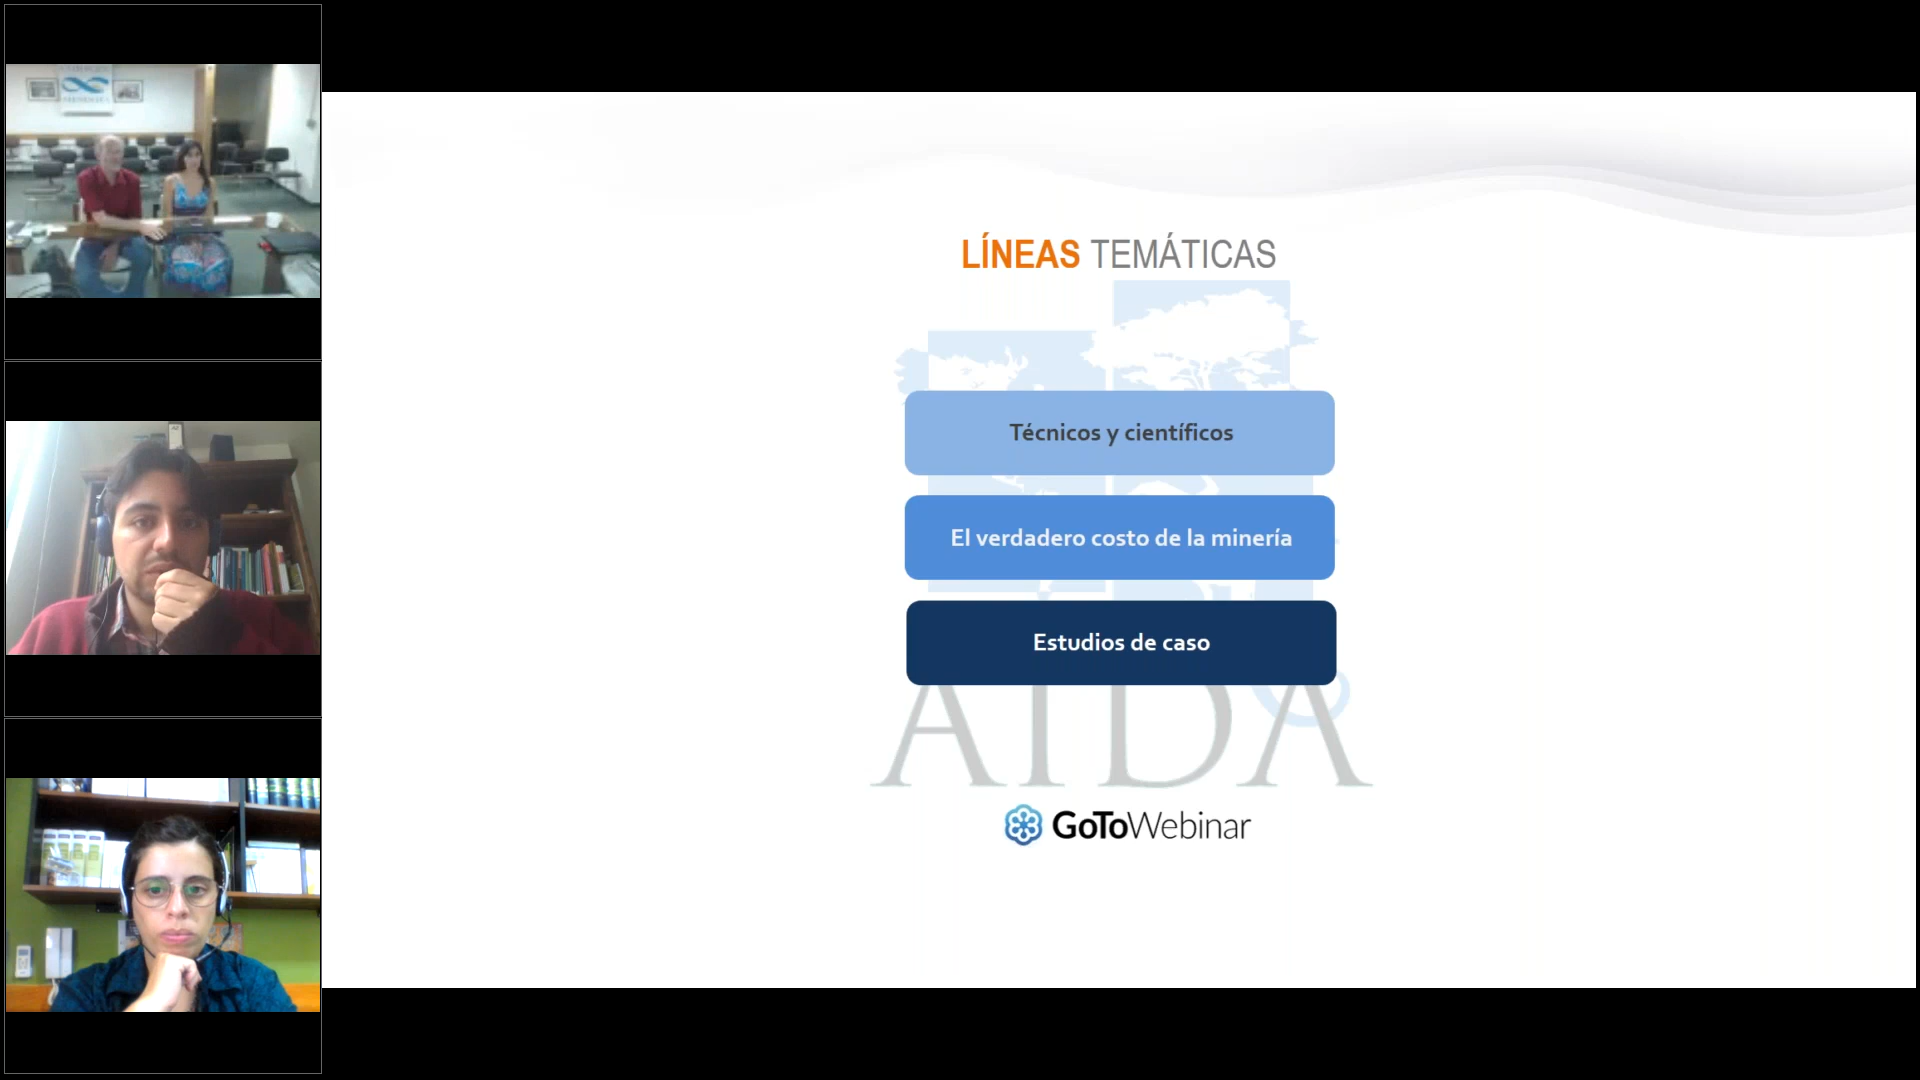 LÍNEAS TEMÁTICAS
Técnicos y científicos
El verdadero costo de la minería
Estudios de caso
AIDA
GoToWebinar